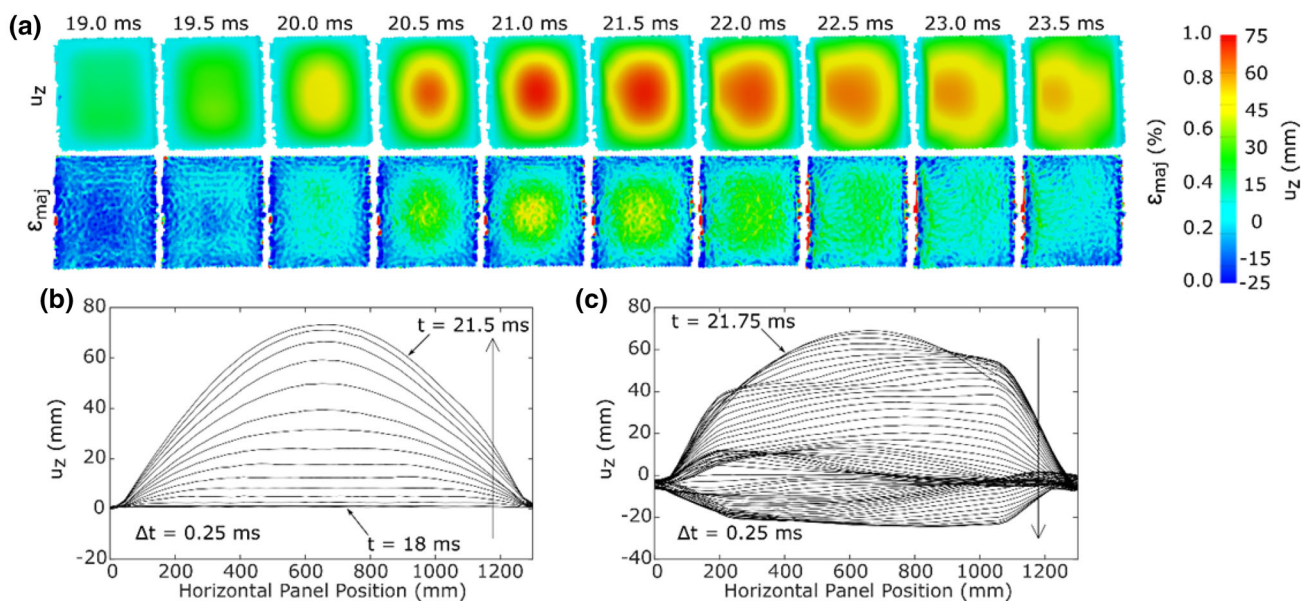 (a)
19.0 ms 19.5 ms 20.0 ms 20.5 ms 21.0 ms 21.5 ms 22.0 ms 22.5 ms 23.0 ms 23.5 ms
uz
εmaj
1.0 75
0.8 60
45
0.6 30
0.4 15
0.2 0
-15
0.0 -25
εmaj (%)
uz (mm)
(b)
80
60
40
20
0
-20
uz (mm)
t = 21.5 ms
Δt = 0.25 ms
t = 18 ms
0 200 400 600 800 1000 1200
Horizontal Panel Position (mm)
(c)
80
60
40
20
0
-20
-40
uz (mm)
t = 21.75 ms
Δt = 0.25 ms
0 200 400 600 800 1000 1200
Horizontal Panel Position (mm)